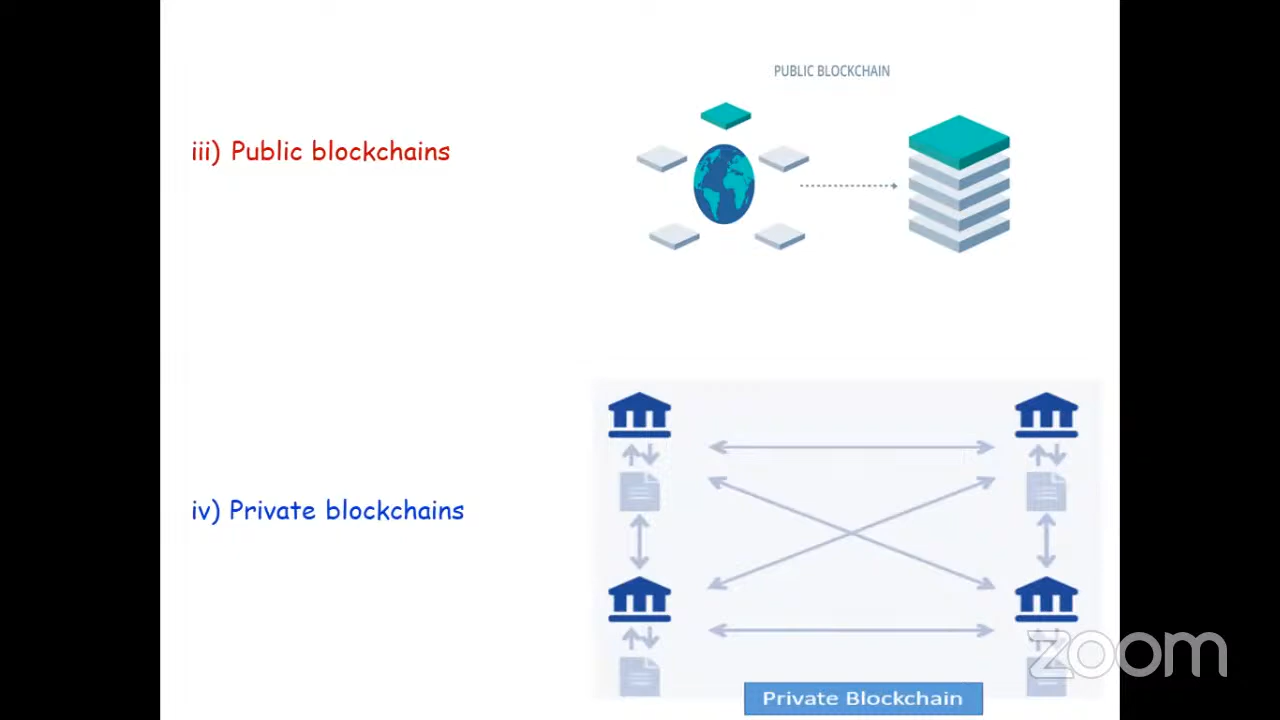 PUBLIC BLOCKCHAIN
iii) Public blockchains
iv) Private blockchains
zoom
Private Blockchain